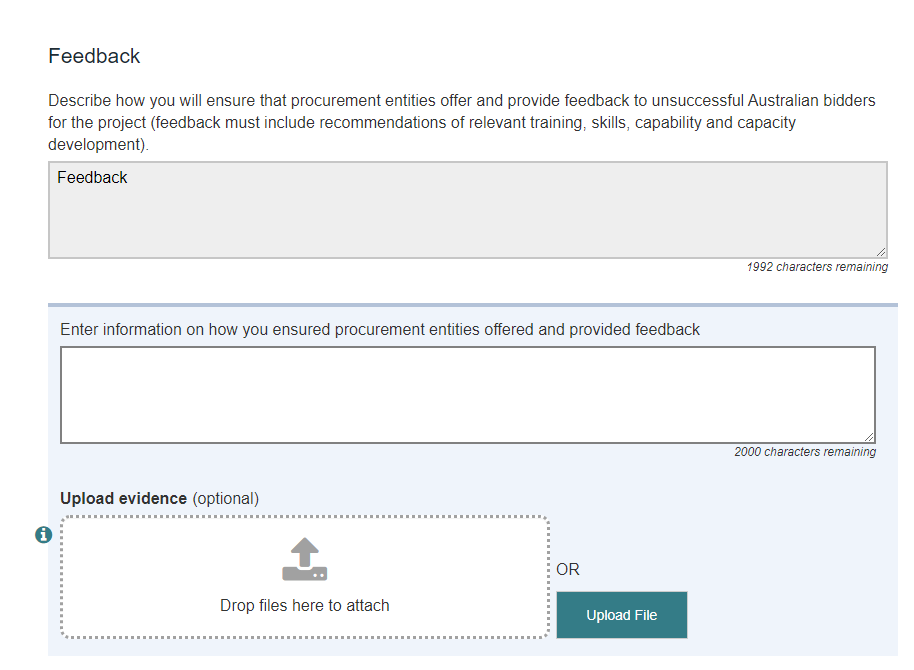 Feedback
Describe how you will ensure that procurement entities offer and provide feedback to unsuccessful Australian bidders
for the project (feedback must include recommendations of relevant training, skills, capability and capacity
development).
Feedback
1992 characters remaining
Enter information on how you ensured procurement entities offered and provided feedback
2000 characters remaining
Upload evidence (optional)
Drop files here to attach
OR
Upload File